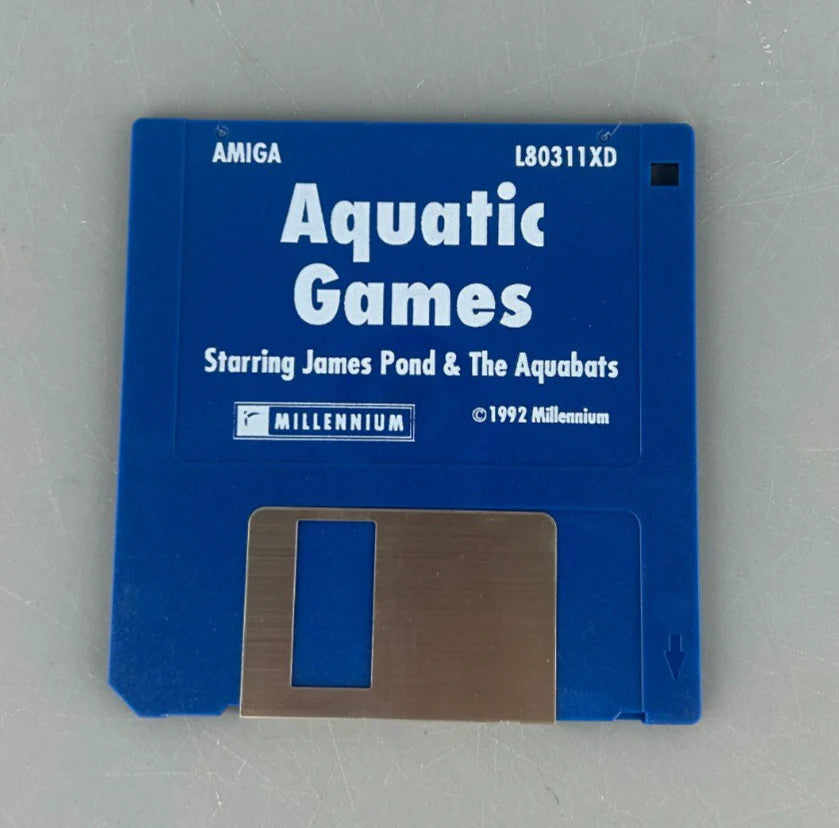 AMIGA L80311XD
Aquatic
Games
Starring James Pond & The Aquabats
MILLENNIUM ©1992 Millennium